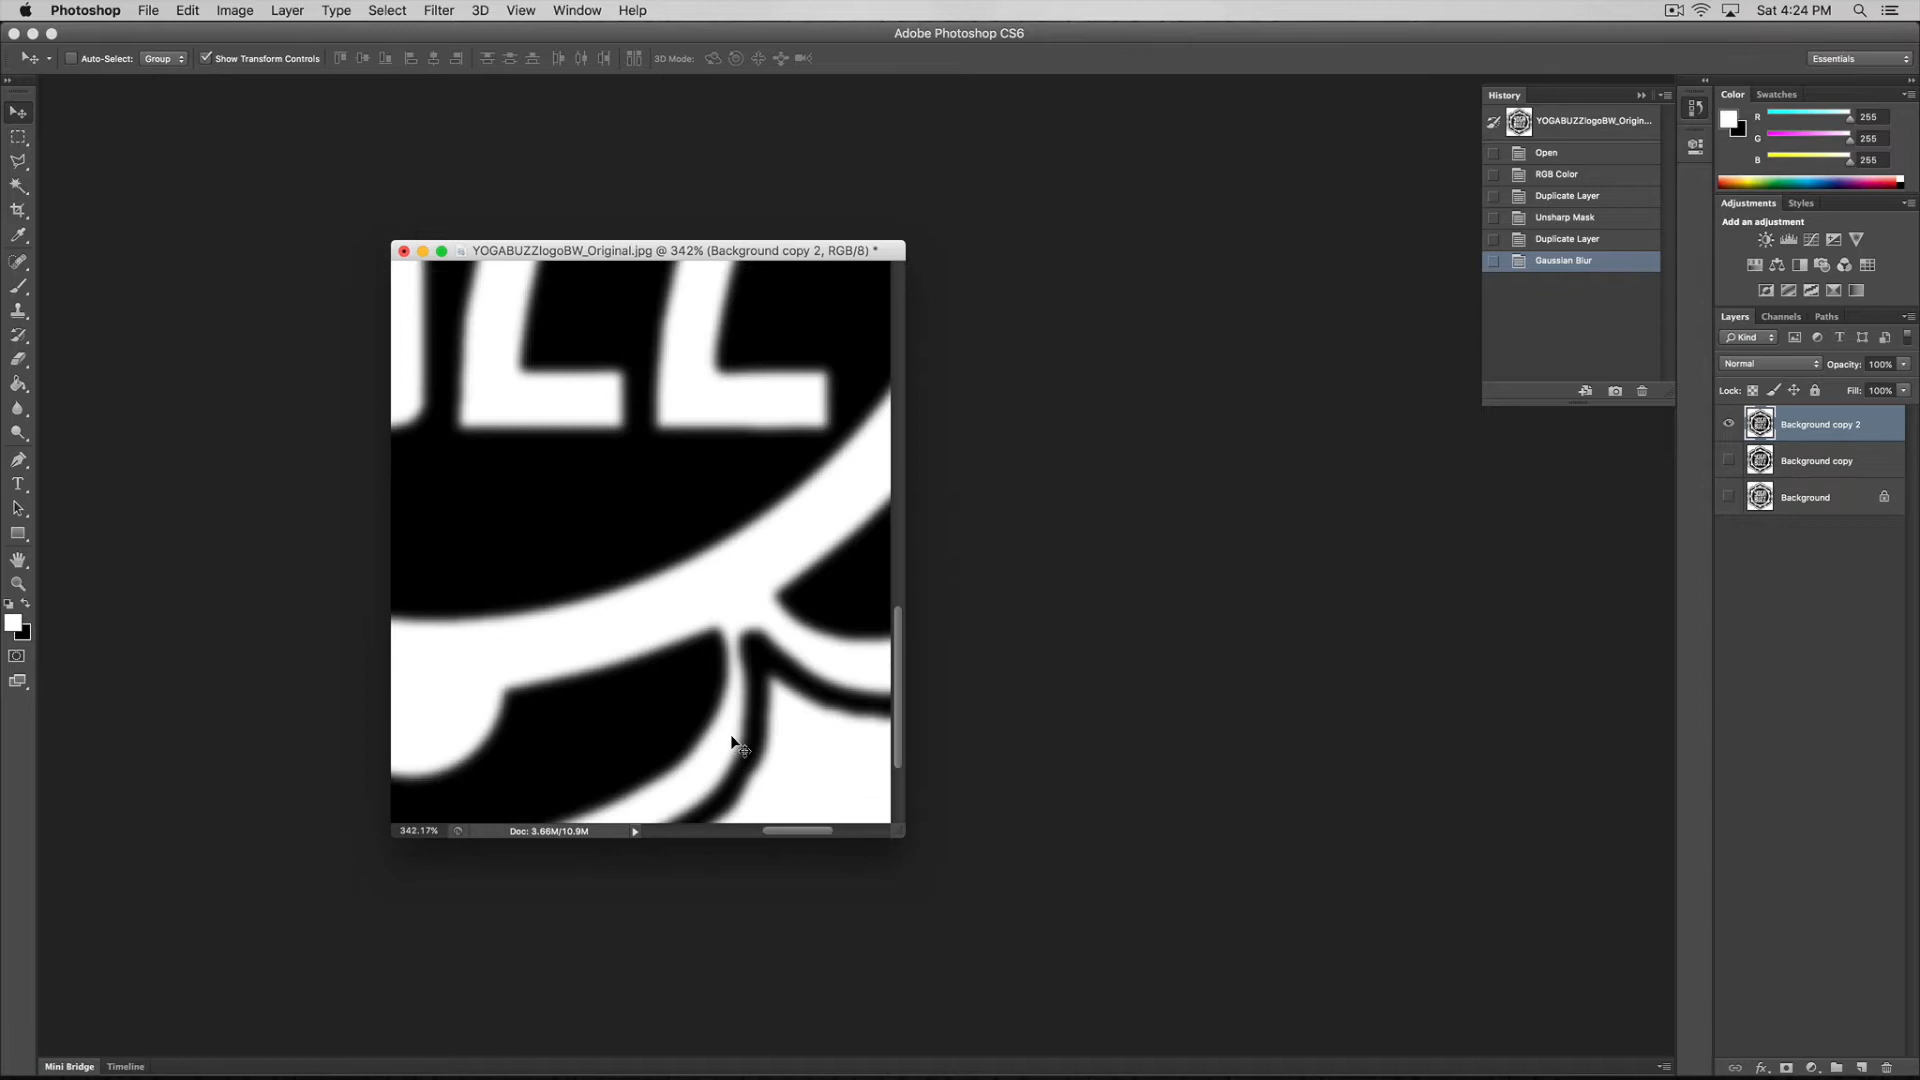 Photoshop File Edit Image Layer Type Select Filter 3D View Window Help
Sat 4:24 PM
Adobe Photoshop CS6
Auto-Select: Group Show Transform Controls 3D Mode: Essentials
History
YOGABUZZlogoBW_Origin...
Open
RGB Color
Duplicate Layer
Unsharp Mask
Duplicate Layer
Gaussian Blur
Color Swatches
R 255
G 255
B 255
Adjustments Styles
Add an adjustment
Layers Channels Paths
Kind
Normal Opacity: 100%
Lock: Fill: 100%
Background copy 2
Background copy
Background
YOGABUZZlogoBW_Original.jpg @ 342% (Background copy 2, RGB/8) *
342.17% Doc: 3.66M/10.9M
Mini Bridge Timeline